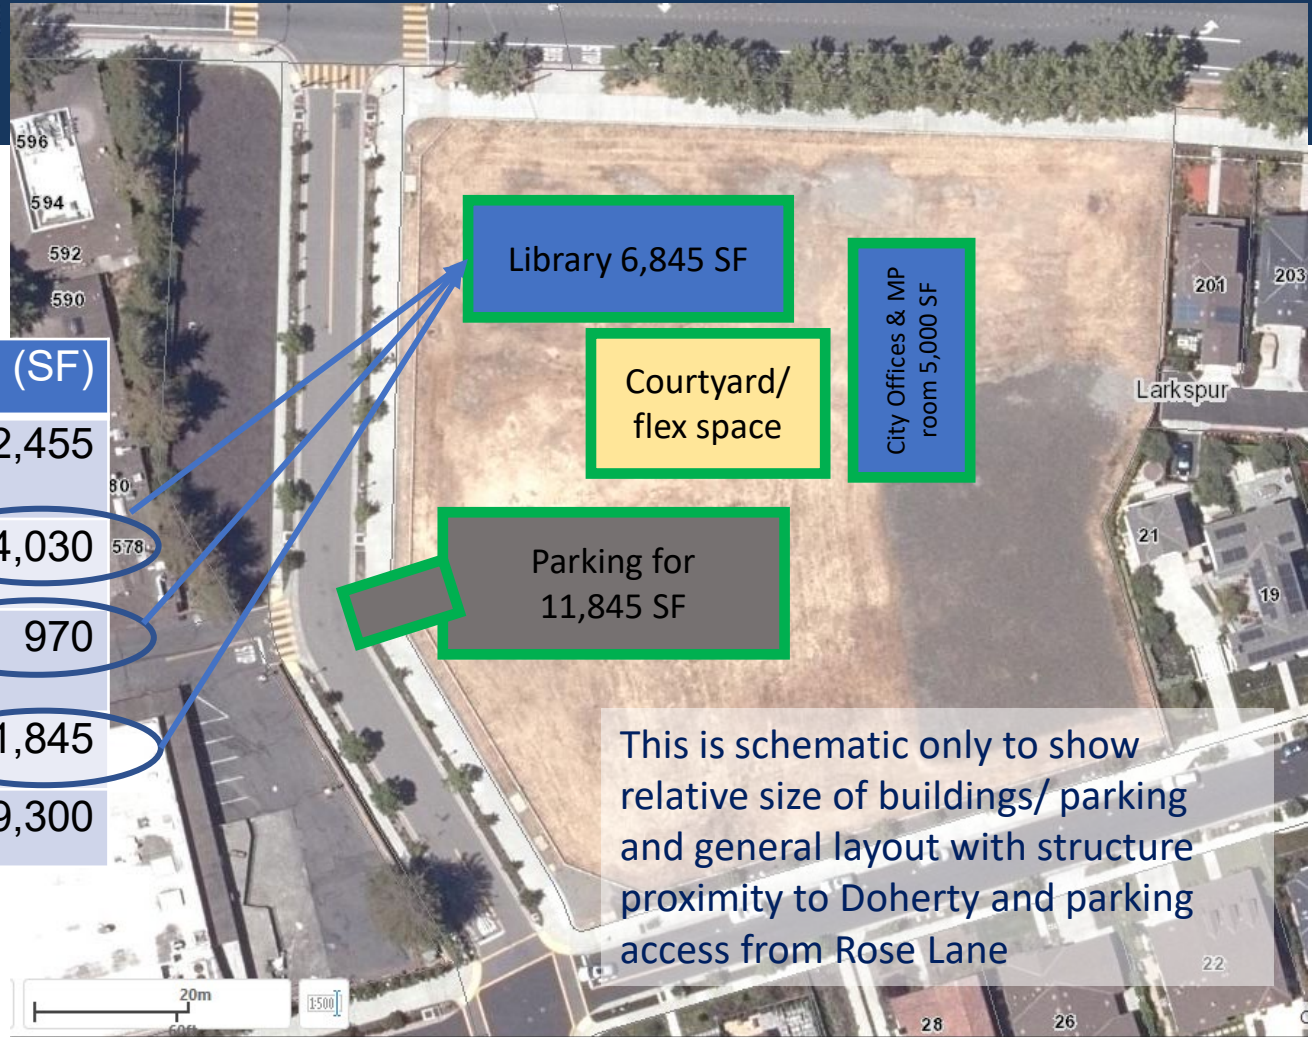 596
594
592
590
80
578
(SF)
2,455
4,030
970
1,845
9,300
Library 6,845 SF
City Offices & MP
room 5,000 SF
Courtyard/
flex space
Parking for
11,845 SF
201
203
Larkspur
21
19
This is schematic only to show
relative size of buildings/ parking
and general layout with structure
proximity to Doherty and parking
access from Rose Lane
22
28
26
20m
60ft
1:500